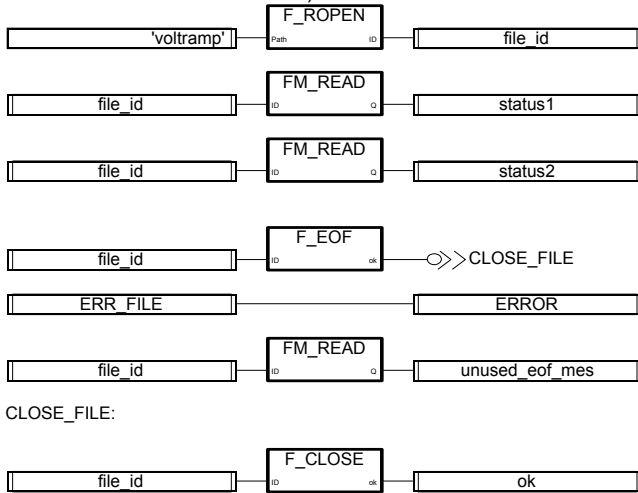 F_ROPEN
'voltramp' Path ID file_id
FM_READ
file_id ID Q status1
FM_READ
file_id ID Q status2
F_EOF
file_id ID ok >>CLOSE_FILE
ERR_FILE ERROR
FM_READ
file_id ID Q unused_eof_mes
CLOSE_FILE:
F_CLOSE
file_id ID ok ok